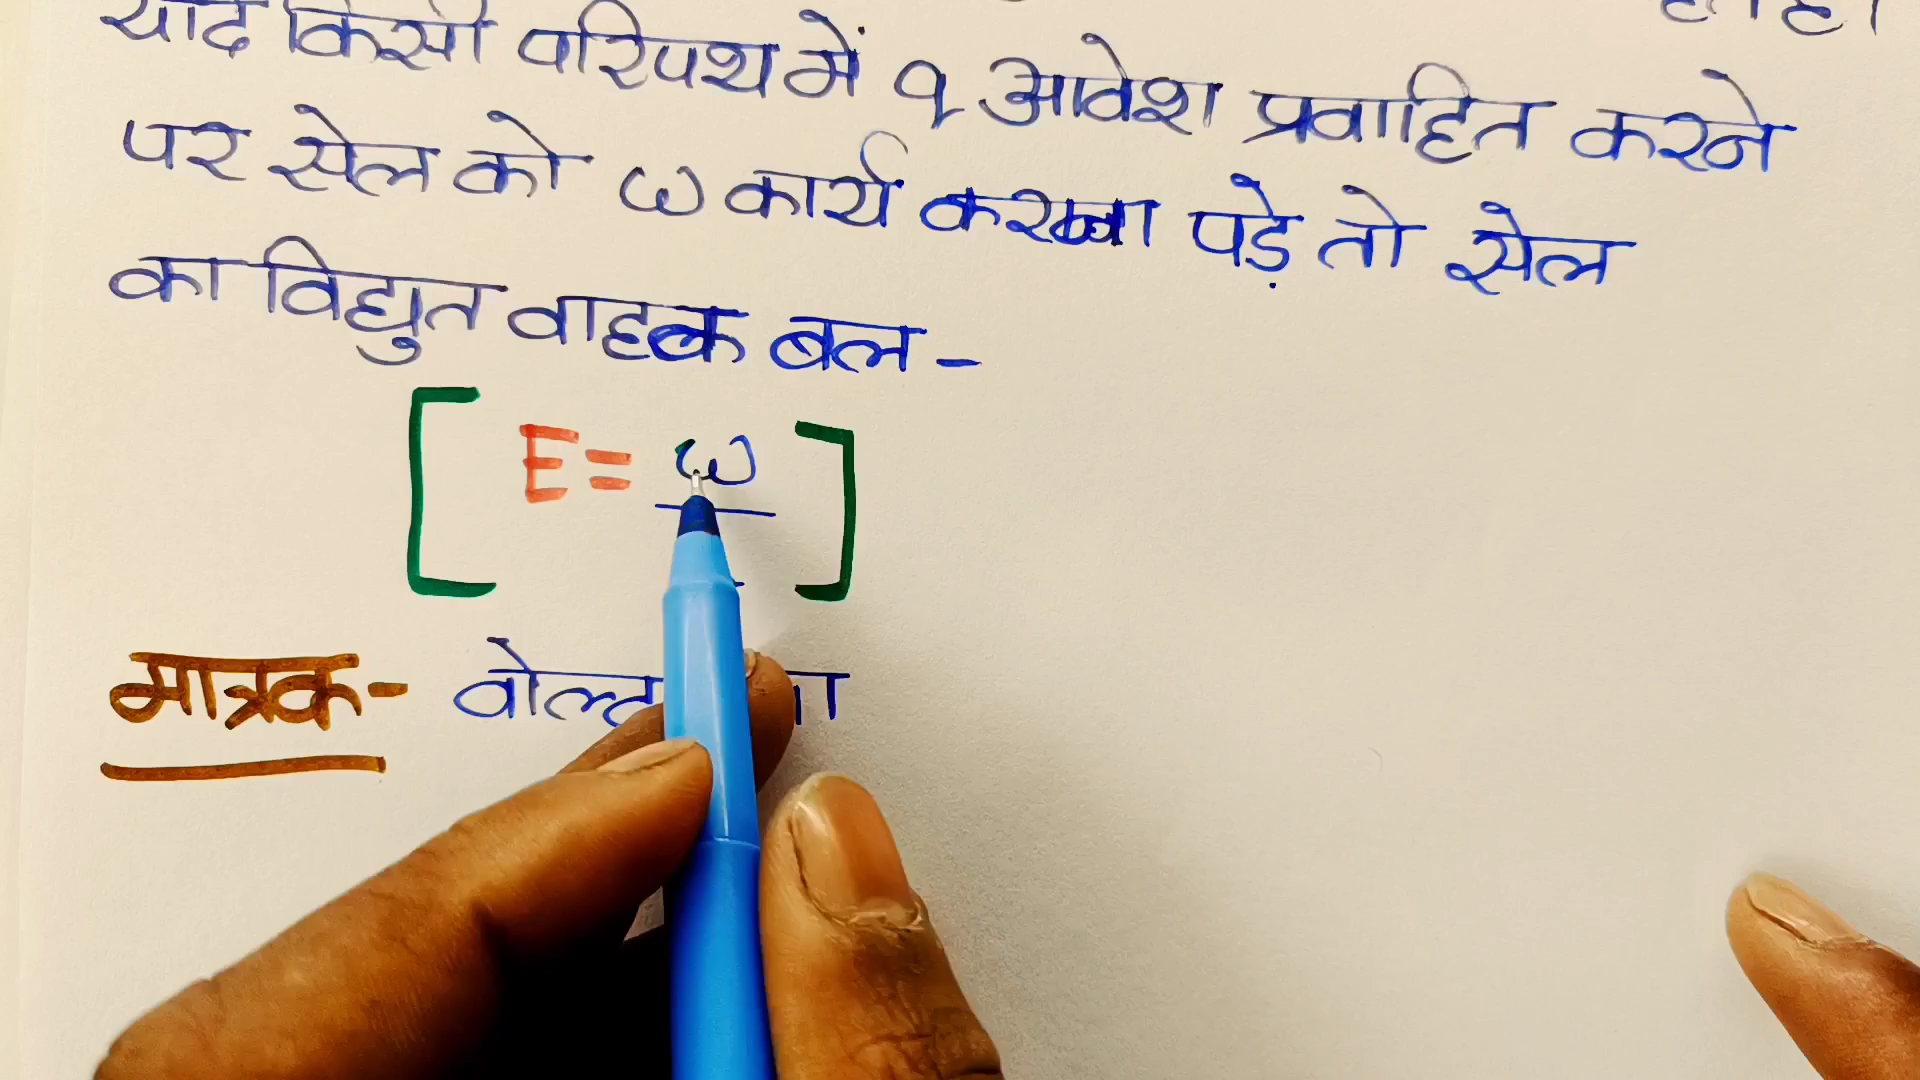 यदि किसी परिपथ में q आवेश प्रवाहित करने
पर सेल को W कार्य करना पड़े तो सेल
का विद्युत वाहक बल -
[ E = W ]
मात्रक - वोल्ट